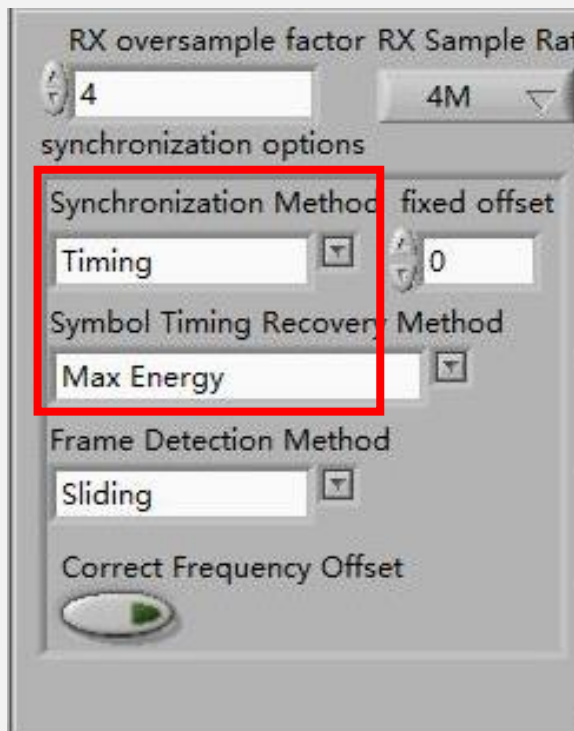 RX oversample factor RX Sample Rat
4 4M
synchronization options
Synchronization Method fixed offset
Timing 0
Symbol Timing Recovery Method
Max Energy
Frame Detection Method
Sliding
Correct Frequency Offset